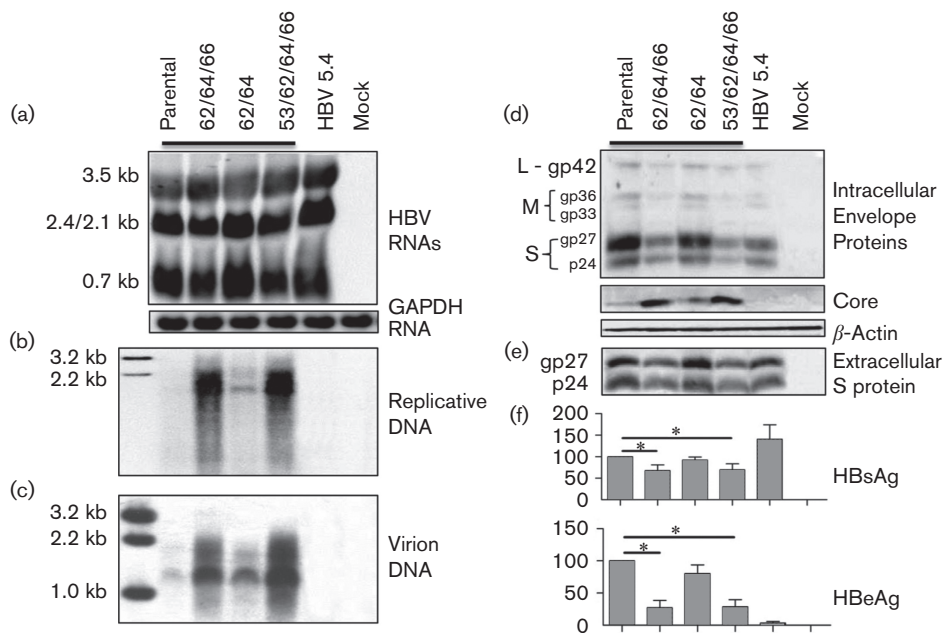 (a)
Parental
62/64/66
62/64
53/62/64/66
HBV 5.4
Mock
3.5 kb
2.4/2.1 kb
0.7 kb
HBV
RNAs
GAPDH
RNA
(b)
3.2 kb
2.2 kb
Replicative
DNA
(c)
3.2 kb
2.2 kb
1.0 kb
Virion
DNA
(d)
Parental
62/64/66
62/64
53/62/64/66
HBV 5.4
Mock
L - gp42
M
gp36
gp33
S
gp27
p24
Intracellular
Envelope
Proteins
Core
β-Actin
(e)
gp27
p24
Extracellular
S protein
(f)
200
150
100
50
0
*
*
HBsAg
150
100
50
0
*
*
HBeAg